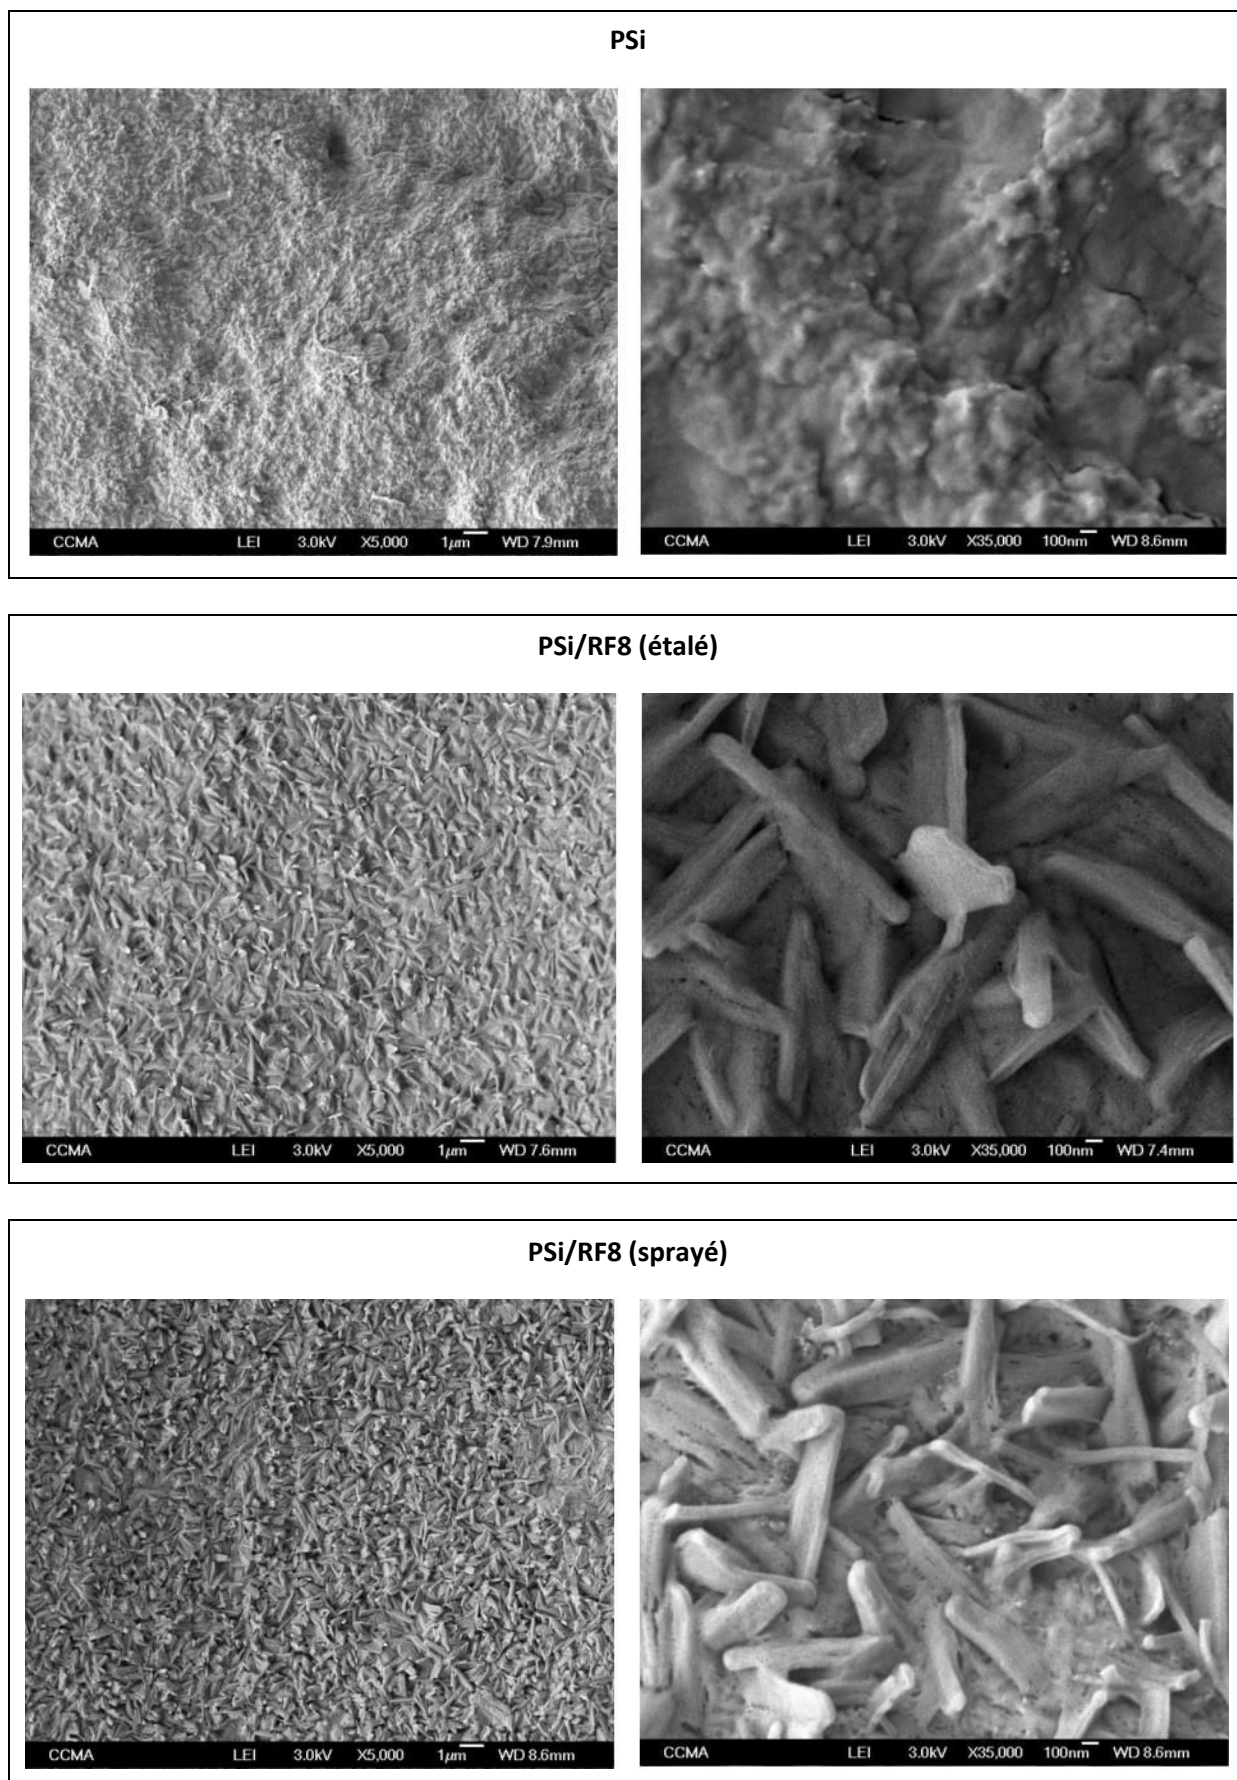 PSi
CCMA LEI 3.0kV X5,000 1μm WD 7.9mm
CCMA LEI 3.0kV X35,000 100nm WD 8.6mm
PSi/RF8 (étalé)
CCMA LEI 3.0kV X5,000 1μm WD 7.6mm
CCMA LEI 3.0kV X35,000 100nm WD 7.4mm
PSi/RF8 (sprayé)
CCMA LEI 3.0kV X5,000 1μm WD 8.6mm
CCMA LEI 3.0kV X35,000 100nm WD 8.6mm